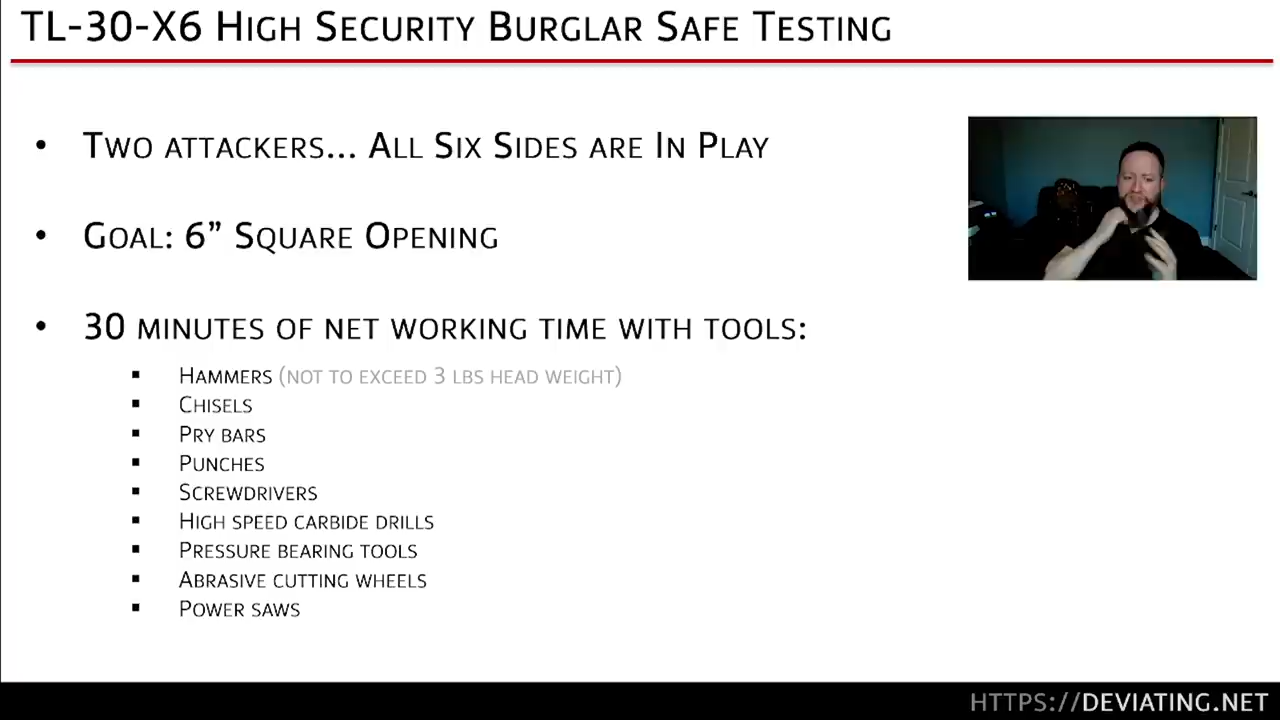 TL-30-X6 High Security Burglar Safe Testing
• Two attackers... All Six Sides are In Play
• Goal: 6” Square Opening
• 30 minutes of net working time with tools:
▪ Hammers (not to exceed 3 lbs head weight)
▪ Chisels
▪ Pry bars
▪ Punches
▪ Screwdrivers
▪ High speed carbide drills
▪ Pressure bearing tools
▪ Abrasive cutting wheels
▪ Power saws
https://deviating.net